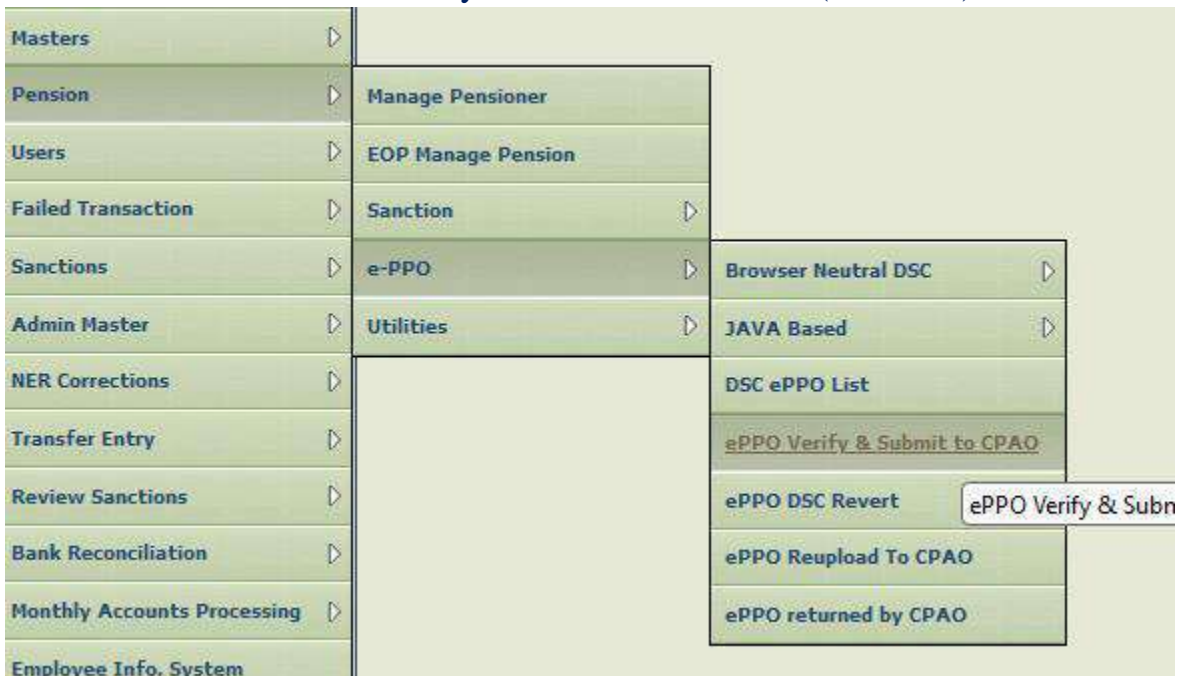 Masters
Pension
Users
Failed Transaction
Sanctions
Admin Master
NER Corrections
Transfer Entry
Review Sanctions
Bank Reconciliation
Monthly Accounts Processing
Employee Info. System
Manage Pensioner
EOP Manage Pension
Sanction
e-PPO
Utilities
Browser Neutral DSC
JAVA Based
DSC ePPO List
ePPO Verify & Submit to CPAO
ePPO DSC Revert
ePPO Verify & Subn
ePPO Reupload To CPAO
ePPO returned by CPAO